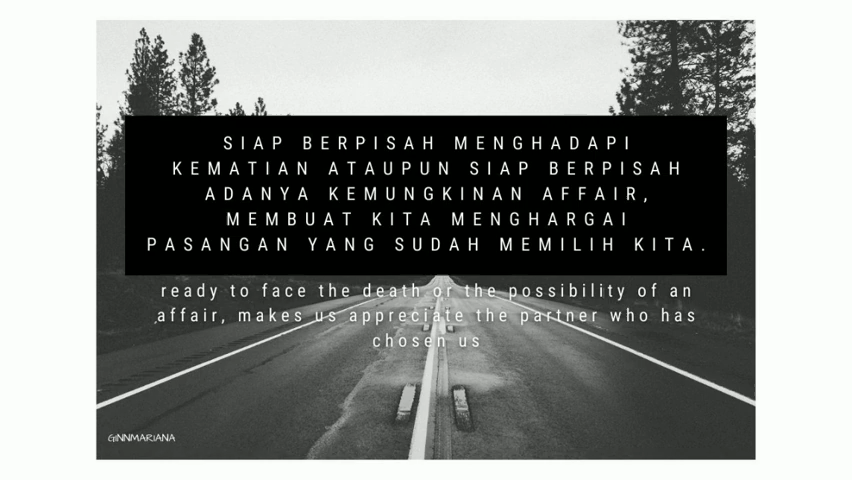 SIAP BERPISAH MENGHADAPI
KEMATIAN ATAUPUN SIAP BERPISAH
ADANYA KEMUNGKINAN AFFAIR,
MEMBUAT KITA MENGHARGAI
PASANGAN YANG SUDAH MEMILIH KITA.
ready to face the death or the possibility of an
affair, makes us appreciate the partner who has
chosen us
GINNMARIANA